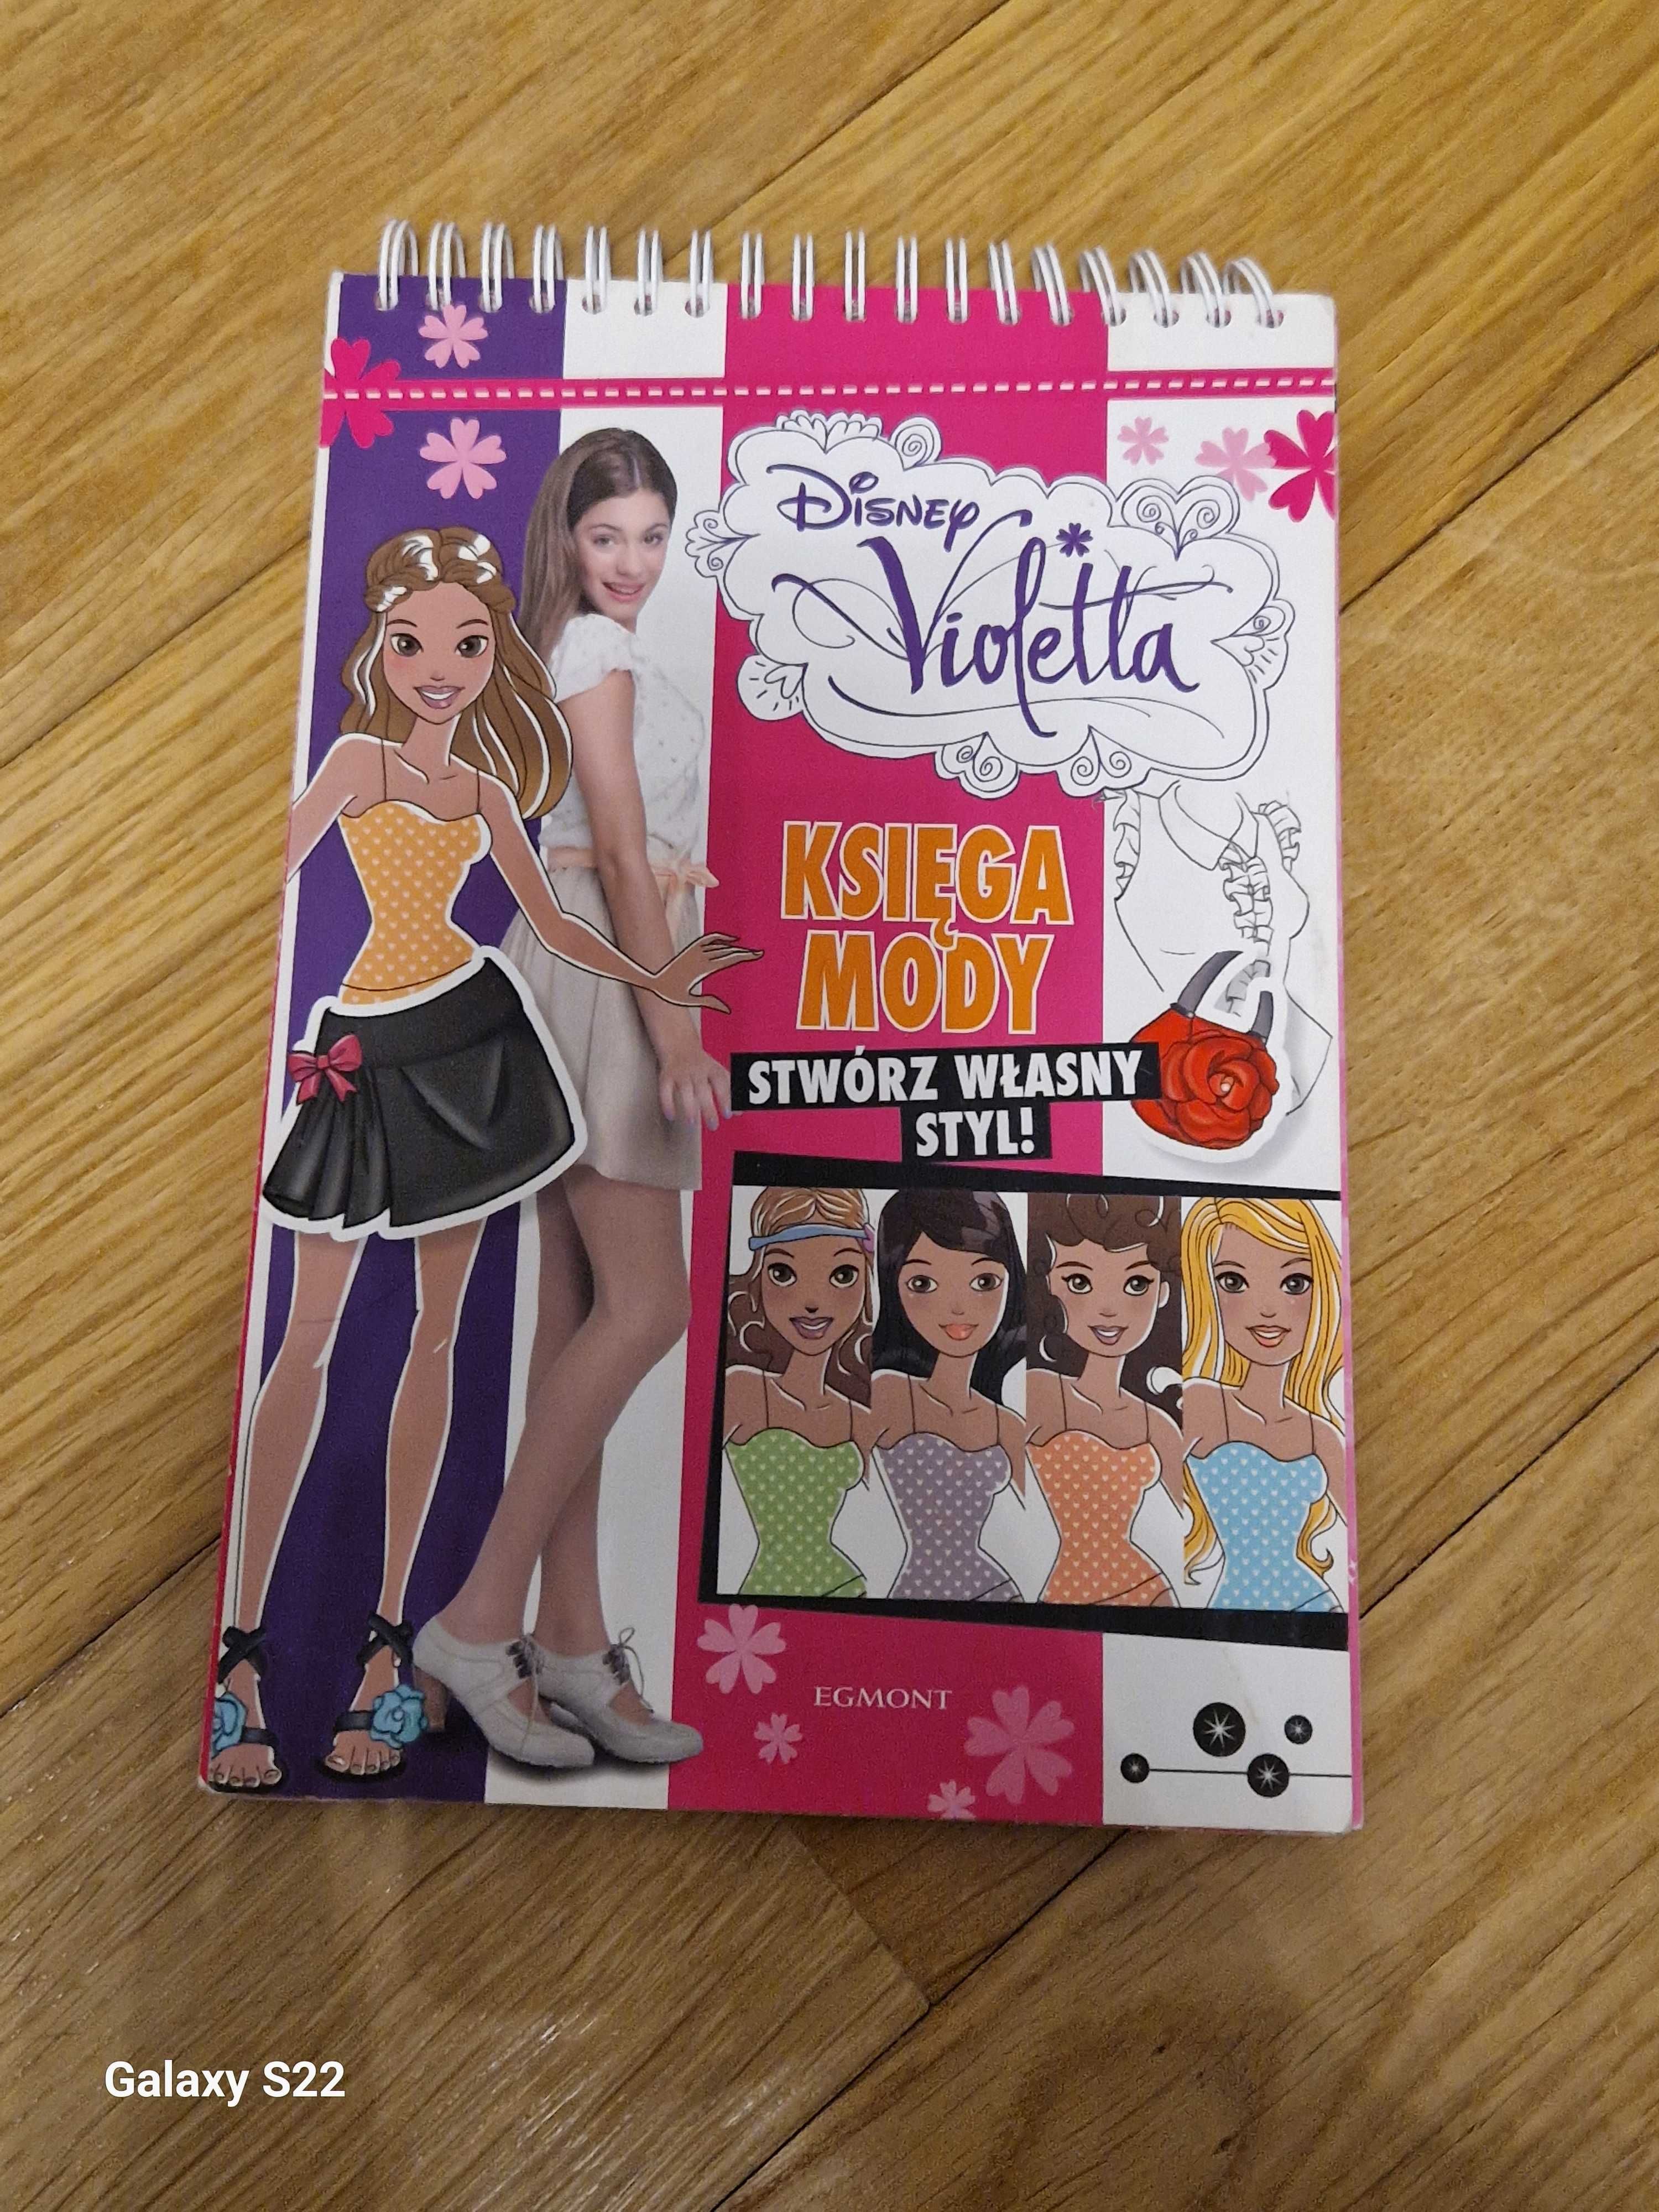 Disney
Violetta
KSIĘGA
MODY
STWÓRZ WŁASNY
STYL!
EGMONT
Galaxy S22